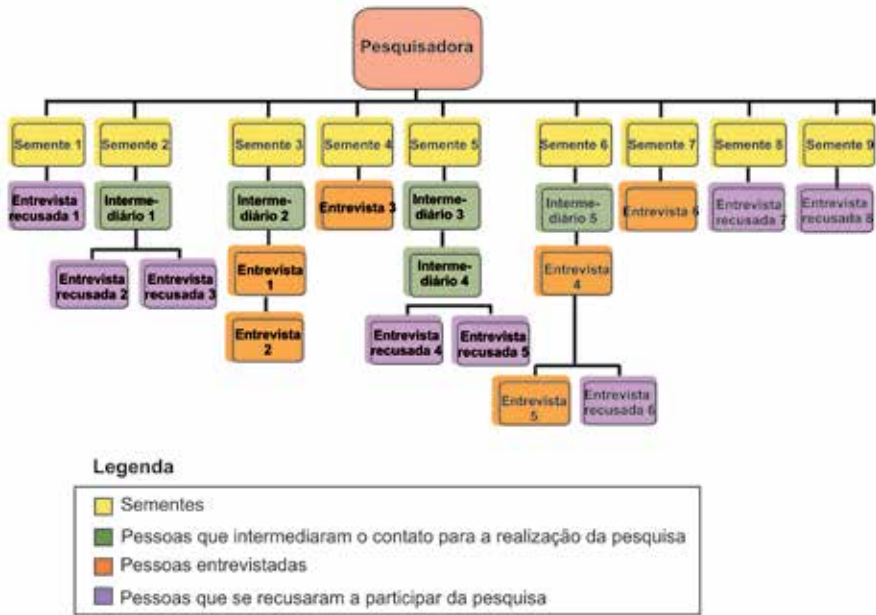 Pesquisadora
Semente 1
Semente 2
Semente 3
Semente 4
Semente 5
Semente 6
Semente 7
Semente 8
Semente 9
Entrevista
recusada 1
Interme-
diário 1
Interme-
diário 2
Entrevista 3
Interme-
diário 3
Interme-
diário 5
Entrevista 6
Entrevista
recusada 7
Entrevista
recusada 8
Entrevista
recusada 2
Entrevista
recusada 3
Entrevista
1
Interme-
diário 4
Entrevista
4
Entrevista
2
Entrevista
recusada 4
Entrevista
recusada 5
Entrevista
5
Entrevista
recusada 6
Legenda
Sementes
Pessoas que intermediaram o contato para a realização da pesquisa
Pessoas entrevistadas
Pessoas que se recusaram a participar da pesquisa